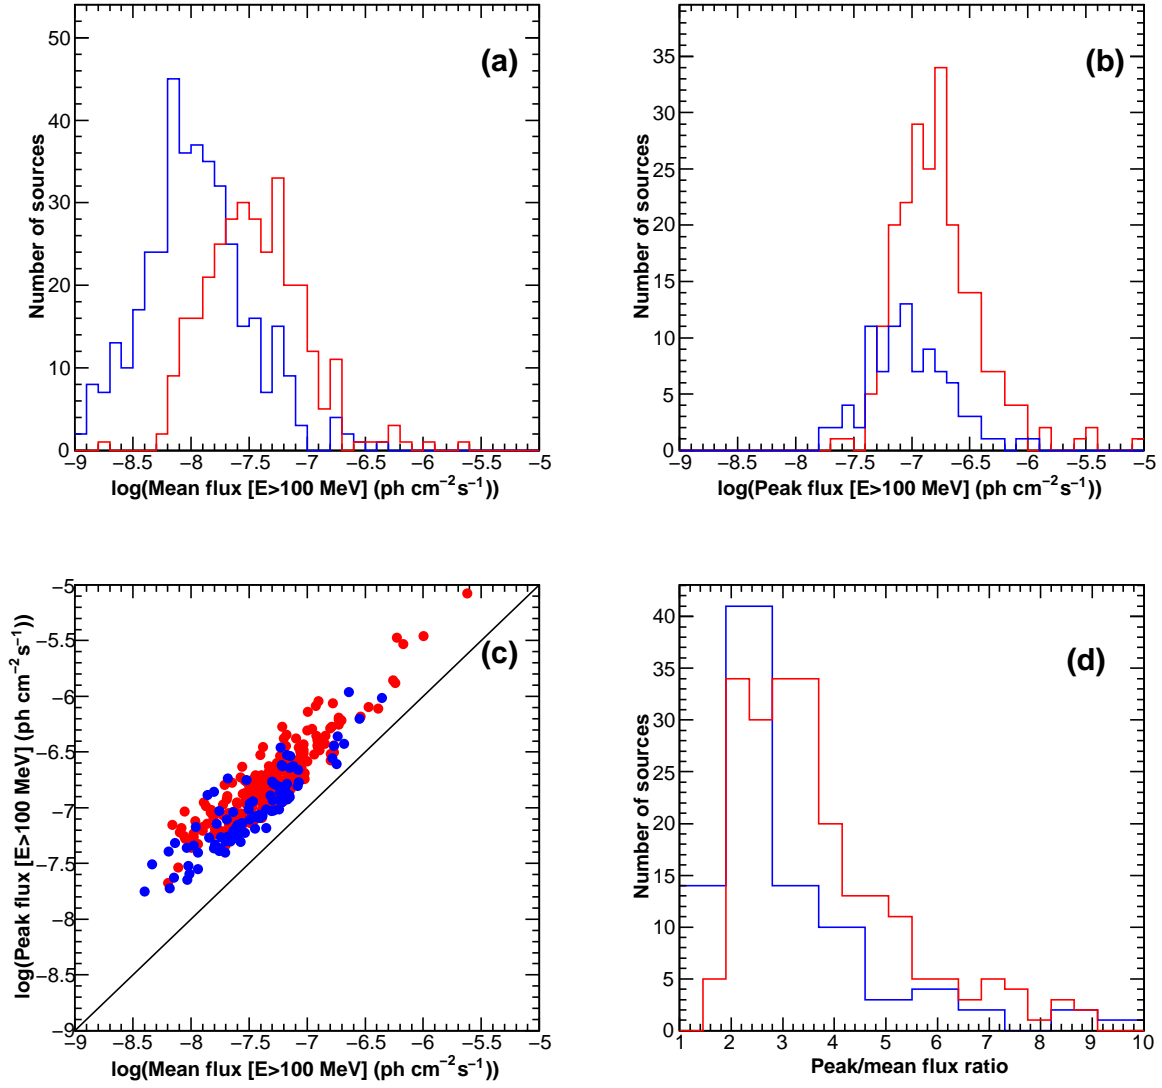 (a)
Number of sources
50
40
30
20
10
0
−9 −8.5 −8 −7.5 −7 −6.5 −6 −5.5 −5
log(Mean flux [E>100 MeV] (ph cm⁻²s⁻¹))
(b)
Number of sources
35
30
25
20
15
10
5
0
−9 −8.5 −8 −7.5 −7 −6.5 −6 −5.5 −5
log(Peak flux [E>100 MeV] (ph cm⁻²s⁻¹))
(c)
log(Peak flux [E>100 MeV] (ph cm⁻²s⁻¹))
−5
−5.5
−6
−6.5
−7
−7.5
−8
−8.5
−9
−9 −8.5 −8 −7.5 −7 −6.5 −6 −5.5 −5
log(Mean flux [E>100 MeV] (ph cm⁻²s⁻¹))
(d)
Number of sources
40
35
30
25
20
15
10
5
0
1 2 3 4 5 6 7 8 9 10
Peak/mean flux ratio